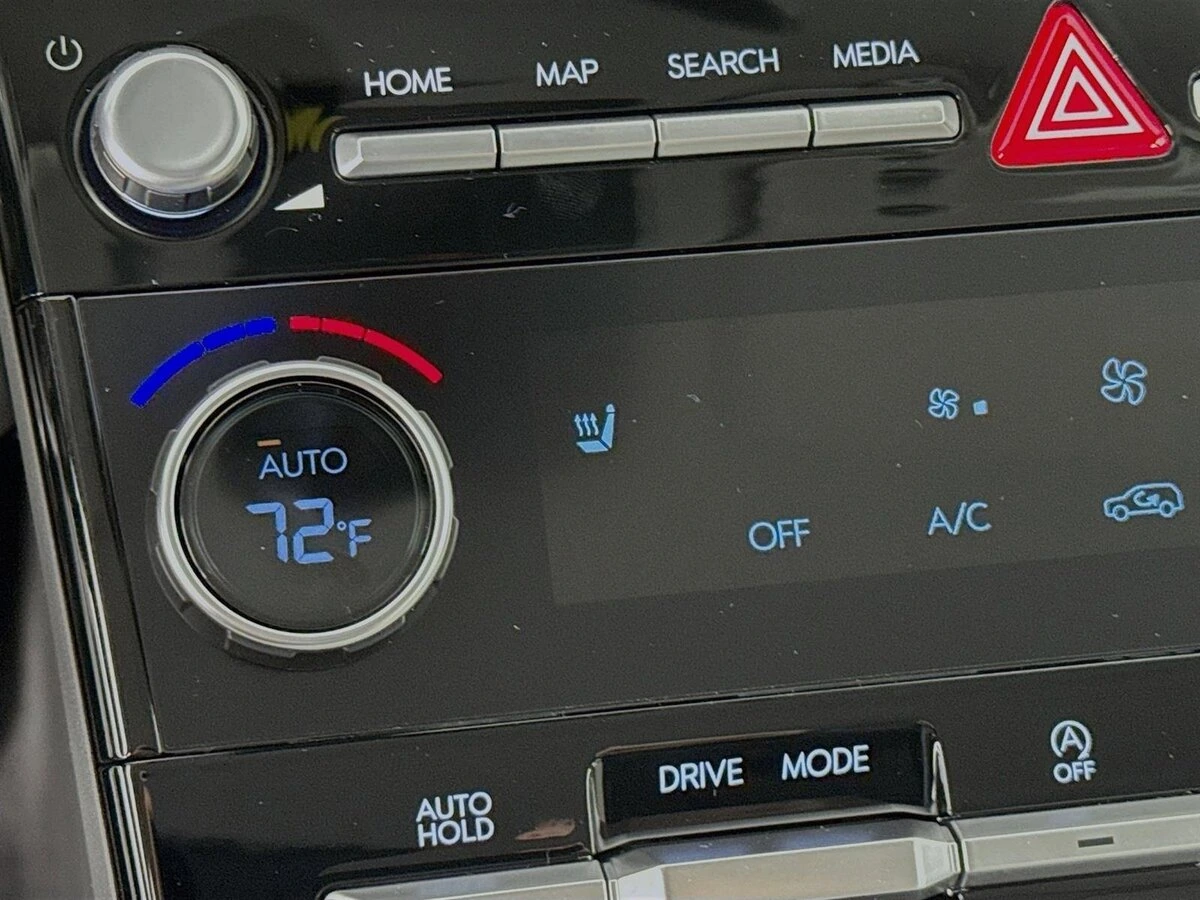 HOME MAP SEARCH MEDIA
AUTO
72°F
OFF A/C
AUTO
HOLD
DRIVE MODE
A
OFF